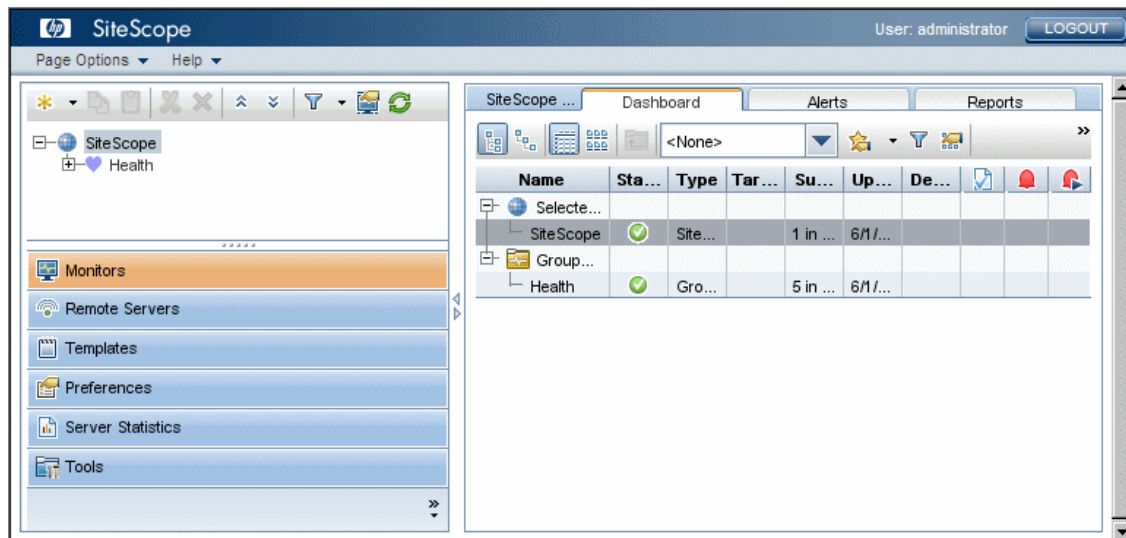 hp SiteScope User: administrator LOGOUT
Page Options Help
SiteScope
Health
Monitors
Remote Servers
Templates
Preferences
Server Statistics
Tools
SiteScope ... Dashboard Alerts Reports
<None>
Name Sta... Type Tar... Su... Up... De...
Selecte...
SiteScope Site... 1 in ... 6/1/...
Group...
Health Gro... 5 in ... 6/1/...